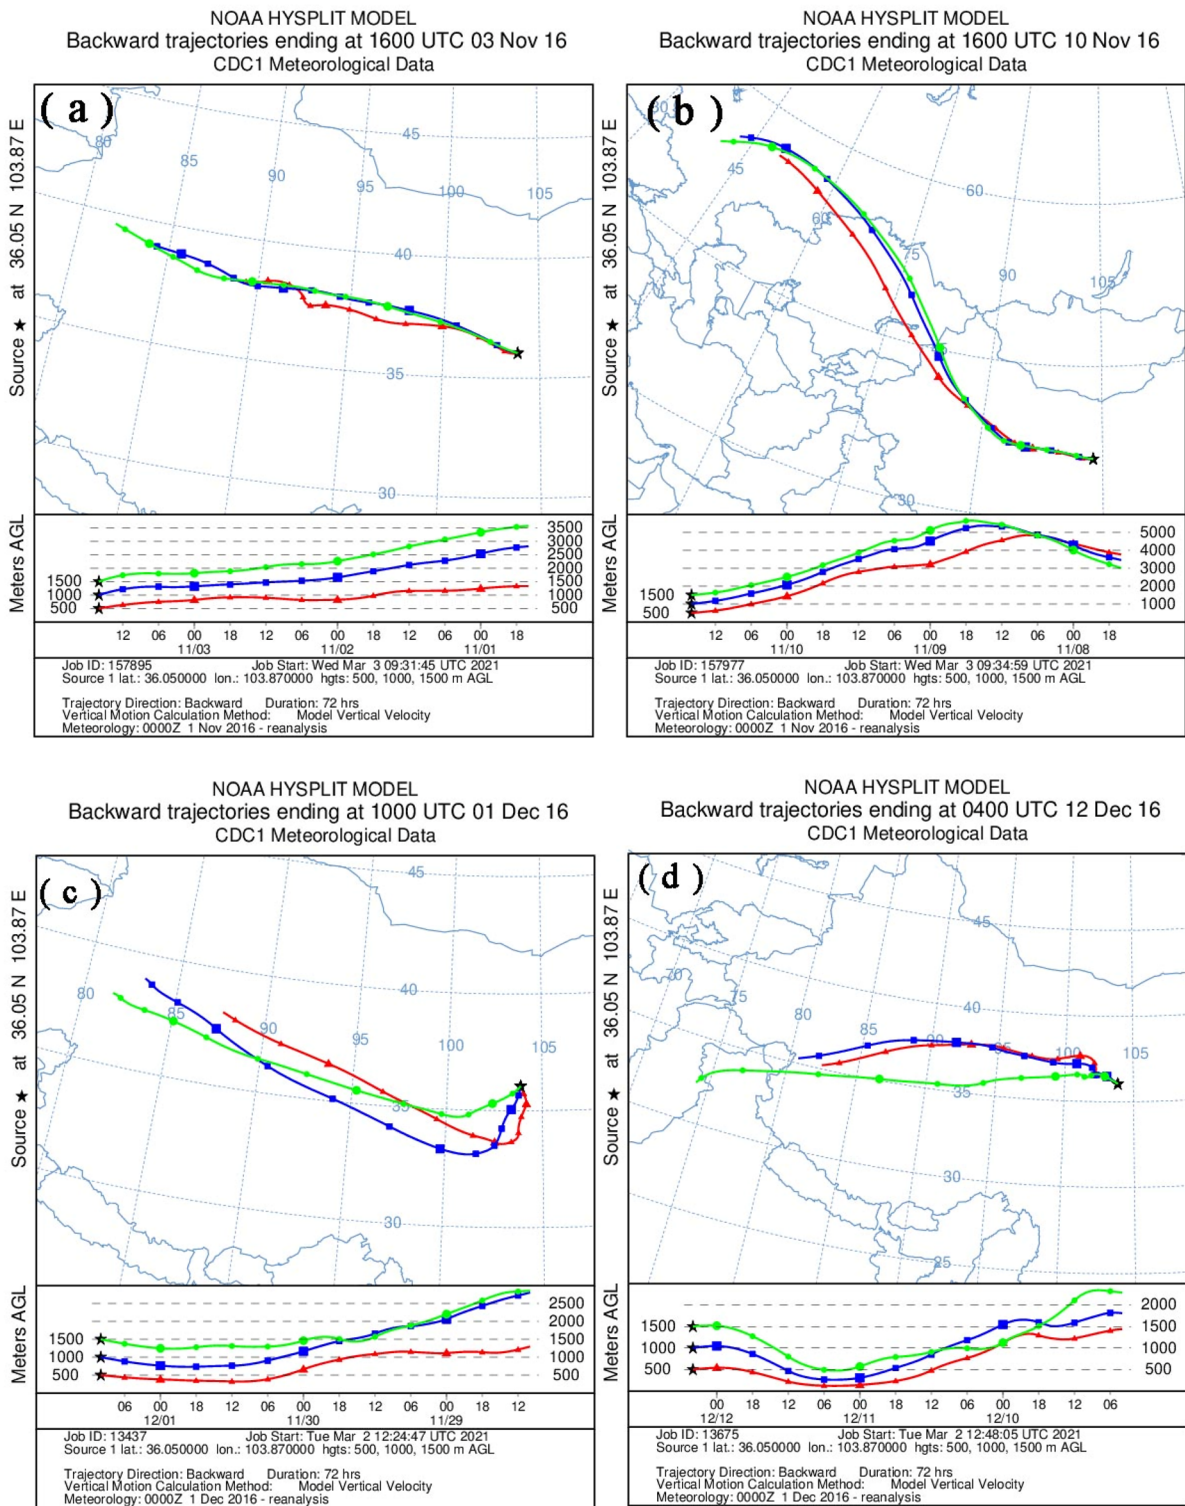 NOAA HYSPLIT MODEL
Backward trajectories ending at 1600 UTC 03 Nov 16
CDC1 Meteorological Data
( a )
Source ★ at 36.05 N 103.87 E
80
85
90
95
100
105
45
40
35
30
Meters AGL
1500
1000
500
3500
3000
2500
2000
1500
1000
500
12 06 00 18 12 06 00 18 12 06 00 18
11/03 11/02 11/01
Job ID: 157895 Job Start: Wed Mar 3 09:31:45 UTC 2021
Source 1 lat.: 36.050000 lon.: 103.870000 hgts: 500, 1000, 1500 m AGL
Trajectory Direction: Backward Duration: 72 hrs
Vertical Motion Calculation Method: Model Vertical Velocity
Meteorology: 0000Z 1 Nov 2016 - reanalysis
NOAA HYSPLIT MODEL
Backward trajectories ending at 1600 UTC 10 Nov 16
CDC1 Meteorological Data
( b )
Source ★ at 36.05 N 103.87 E
45
60
60
75
90
105
30
Meters AGL
1500
1000
500
5000
4000
3000
2000
1000
12 06 00 18 12 06 00 18 12 06 00 18
11/10 11/09 11/08
Job ID: 157977 Job Start: Wed Mar 3 09:34:59 UTC 2021
Source 1 lat.: 36.050000 lon.: 103.870000 hgts: 500, 1000, 1500 m AGL
Trajectory Direction: Backward Duration: 72 hrs
Vertical Motion Calculation Method: Model Vertical Velocity
Meteorology: 0000Z 1 Nov 2016 - reanalysis
NOAA HYSPLIT MODEL
Backward trajectories ending at 1000 UTC 01 Dec 16
CDC1 Meteorological Data
( c )
Source ★ at 36.05 N 103.87 E
45
40
80
85
90
95
100
105
35
30
Meters AGL
1500
1000
500
2500
2000
1500
1000
500
06 00 18 12 06 00 18 12 06 00 18 12
12/01 11/30 11/29
Job ID: 13437 Job Start: Tue Mar 2 12:24:47 UTC 2021
Source 1 lat.: 36.050000 lon.: 103.870000 hgts: 500, 1000, 1500 m AGL
Trajectory Direction: Backward Duration: 72 hrs
Vertical Motion Calculation Method: Model Vertical Velocity
Meteorology: 0000Z 1 Dec 2016 - reanalysis
NOAA HYSPLIT MODEL
Backward trajectories ending at 0400 UTC 12 Dec 16
CDC1 Meteorological Data
( d )
Source ★ at 36.05 N 103.87 E
45
70
75
80
85
40
100
105
35
30
25
Meters AGL
1500
1000
500
2000
1500
1000
500
00 18 12 06 00 18 12 06 00 18 12 06
12/12 12/11 12/10
Job ID: 13675 Job Start: Tue Mar 2 12:48:05 UTC 2021
Source 1 lat.: 36.050000 lon.: 103.870000 hgts: 500, 1000, 1500 m AGL
Trajectory Direction: Backward Duration: 72 hrs
Vertical Motion Calculation Method: Model Vertical Velocity
Meteorology: 0000Z 1 Dec 2016 - reanalysis